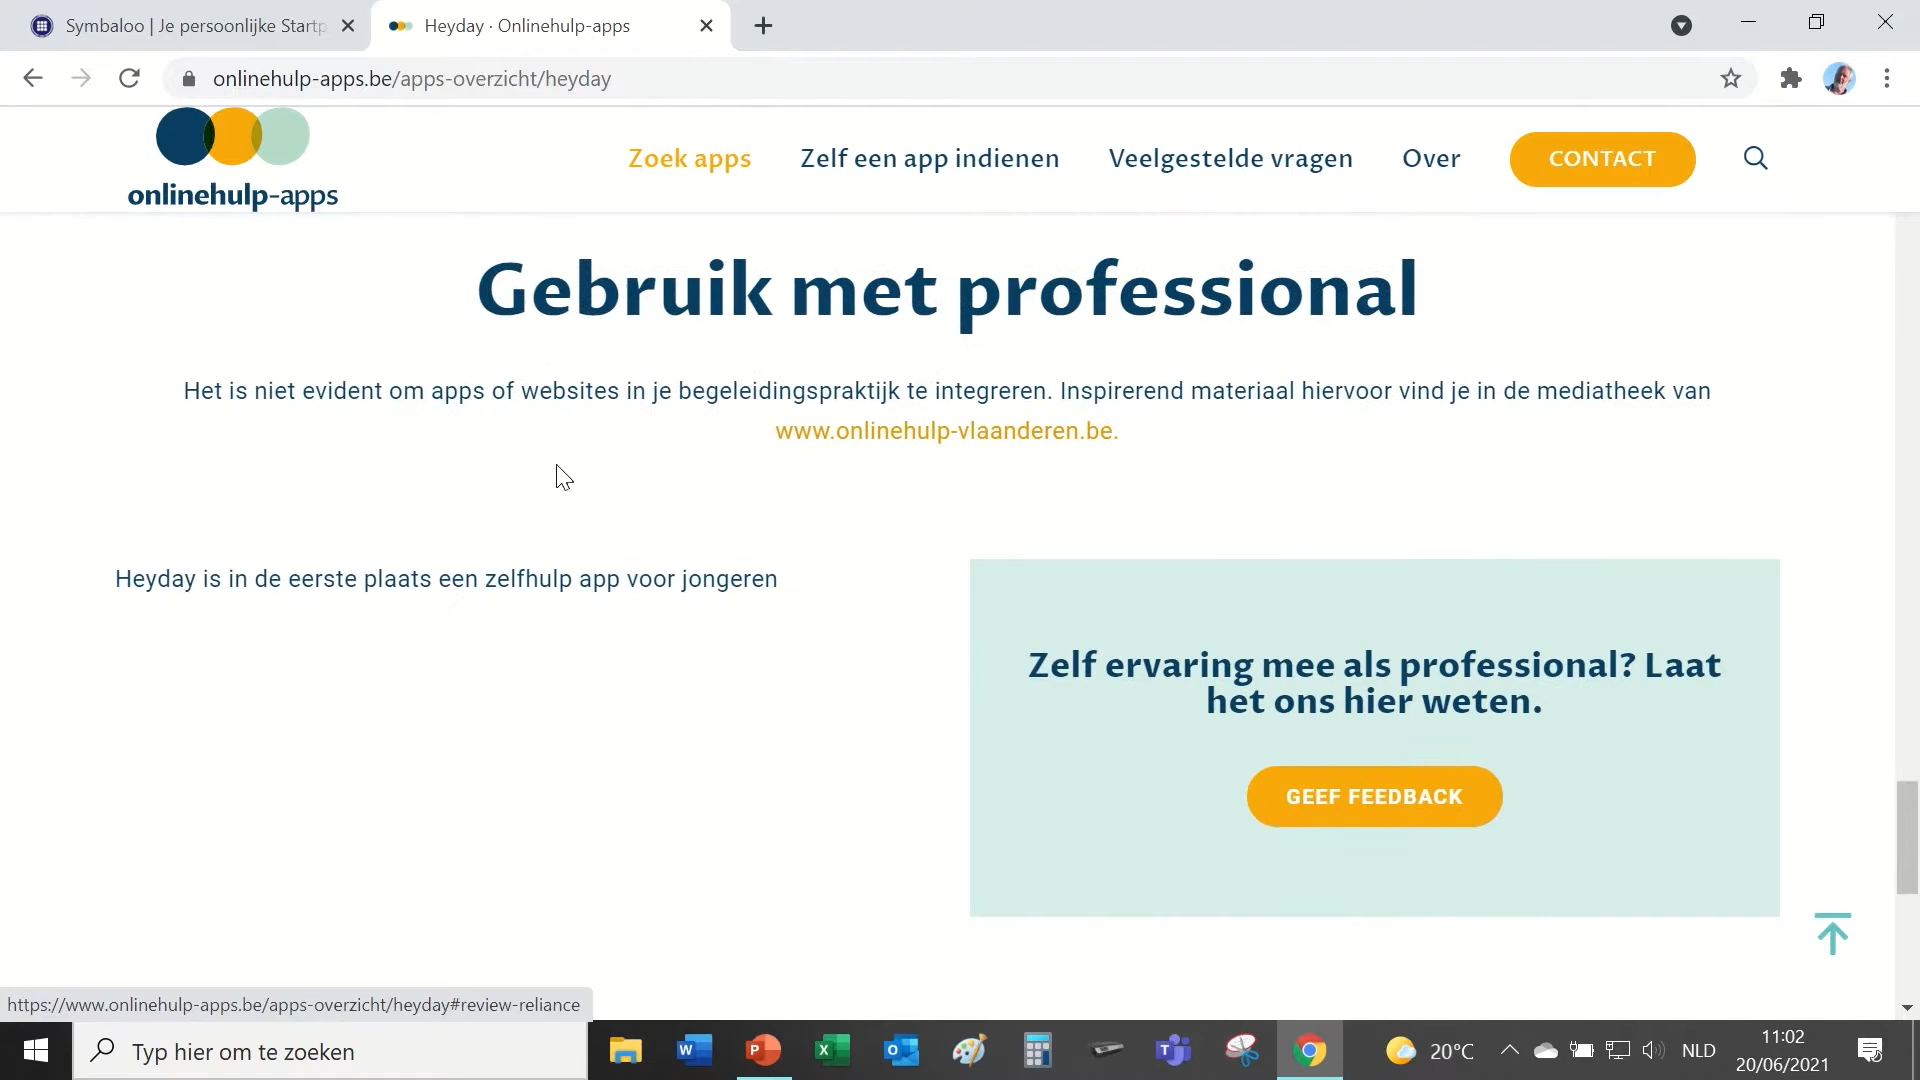 Symbaloo | Je persoonlijke Startp
Heyday · Onlinehulp-apps
onlinehulp-apps.be/apps-overzicht/heyday
onlinehulp-apps
Zoek apps
Zelf een app indienen
Veelgestelde vragen
Over
CONTACT
Gebruik met professional
Het is niet evident om apps of websites in je begeleidingspraktijk te integreren. Inspirerend materiaal hiervoor vind je in de mediatheek van
www.onlinehulp-vlaanderen.be.
Heyday is in de eerste plaats een zelfhulp app voor jongeren
Zelf ervaring mee als professional? Laat
het ons hier weten.
GEEF FEEDBACK
https://www.onlinehulp-apps.be/apps-overzicht/heyday#review-reliance
Typ hier om te zoeken
20°C
NLD
11:02
20/06/2021